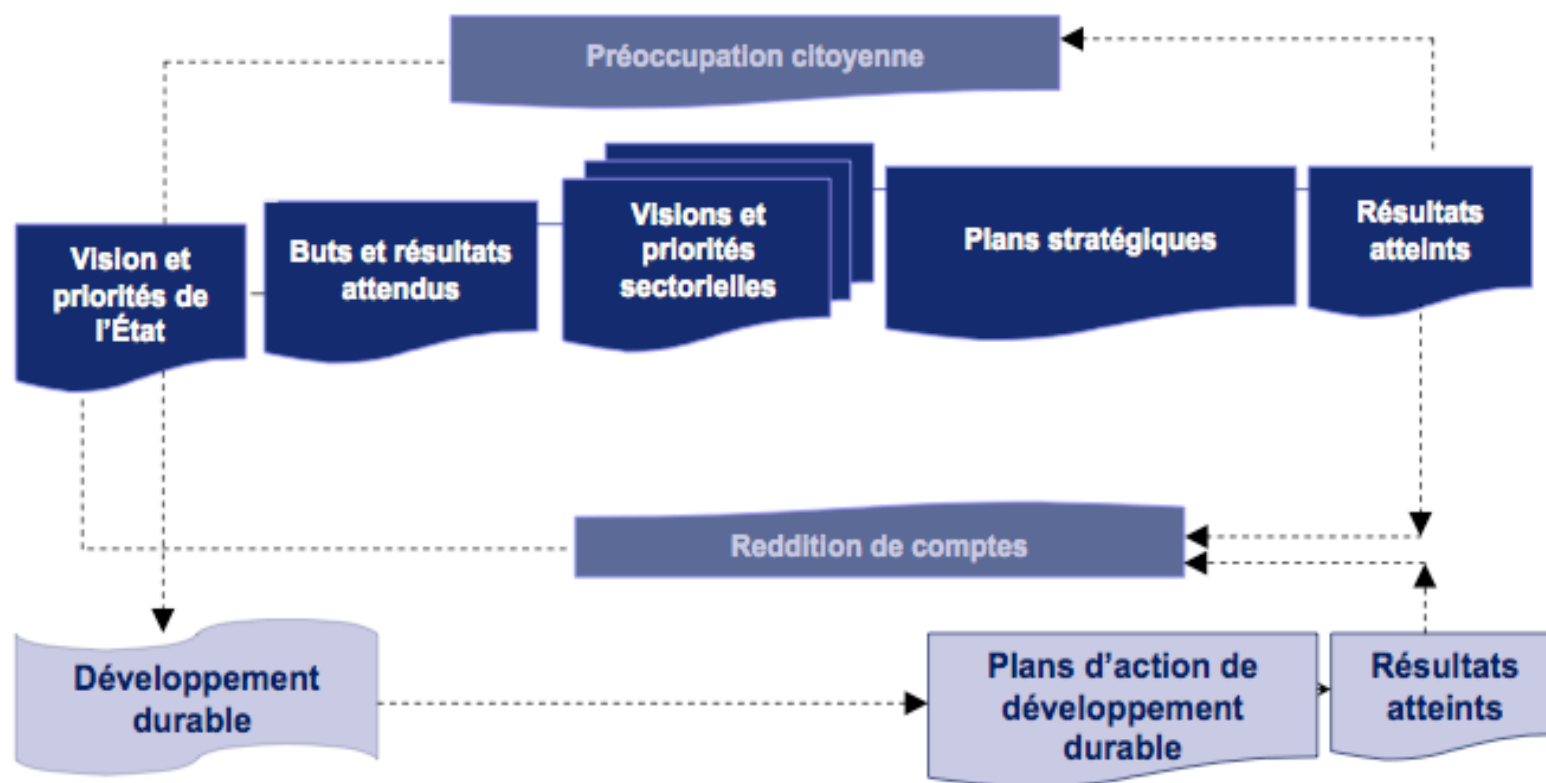 Préoccupation citoyenne
Vision et
priorités de
l'État
Buts et résultats
attendus
Visions et
priorités
sectorielles
Plans stratégiques
Résultats
atteints
Reddition de comptes
Développement
durable
Plans d'action de
développement
durable
Résultats
atteints